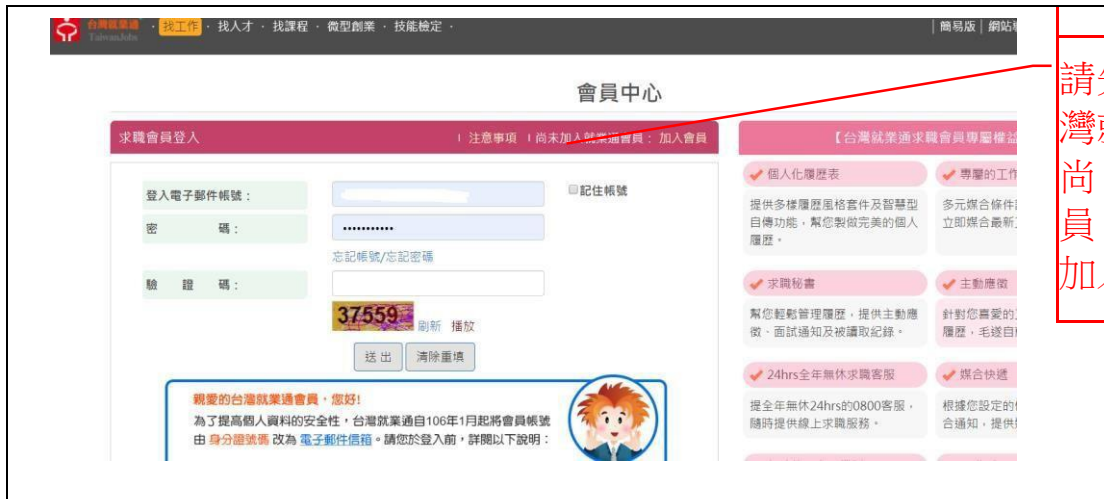 台灣就業通
TaiwanJobs
· 找工作 · 找人才 · 找課程 · 微型創業 · 技能檢定 ·
| 簡易版 | 網站
會員中心
求職會員登入
| 注意事項 | 尚未加入就業通會員： 加入會員
登入電子郵件帳號：
記住帳號
密 碼：
•••••••••••
忘記帳號/忘記密碼
驗 證 碼：
37559 刷新 播放
送 出 清除重填
親愛的台灣就業通會員，您好!
為了提高個人資料的安全性，台灣就業通自106年1月起將會員帳號
由 身分證號碼 改為 電子郵件信箱。請您於登入前，詳閱以下說明：
【台灣就業通求職會員專屬權益
個人化履歷表
提供多樣履歷風格套件及智慧型
自傳功能，幫您製做完美的個人
履歷。
專屬的工作
多元媒合條件
立即媒合最新
求職秘書
幫您輕鬆管理履歷，提供主動應
徵、面試通知及被讀取紀錄。
主動應徵
針對您喜愛的
履歷，毛遂自
24hrs全年無休求職客服
提全年無休24hrs的0800客服，
隨時提供線上求職服務。
媒合快遞
根據您設定的
合通知，提供
請
灣
尚
員
加